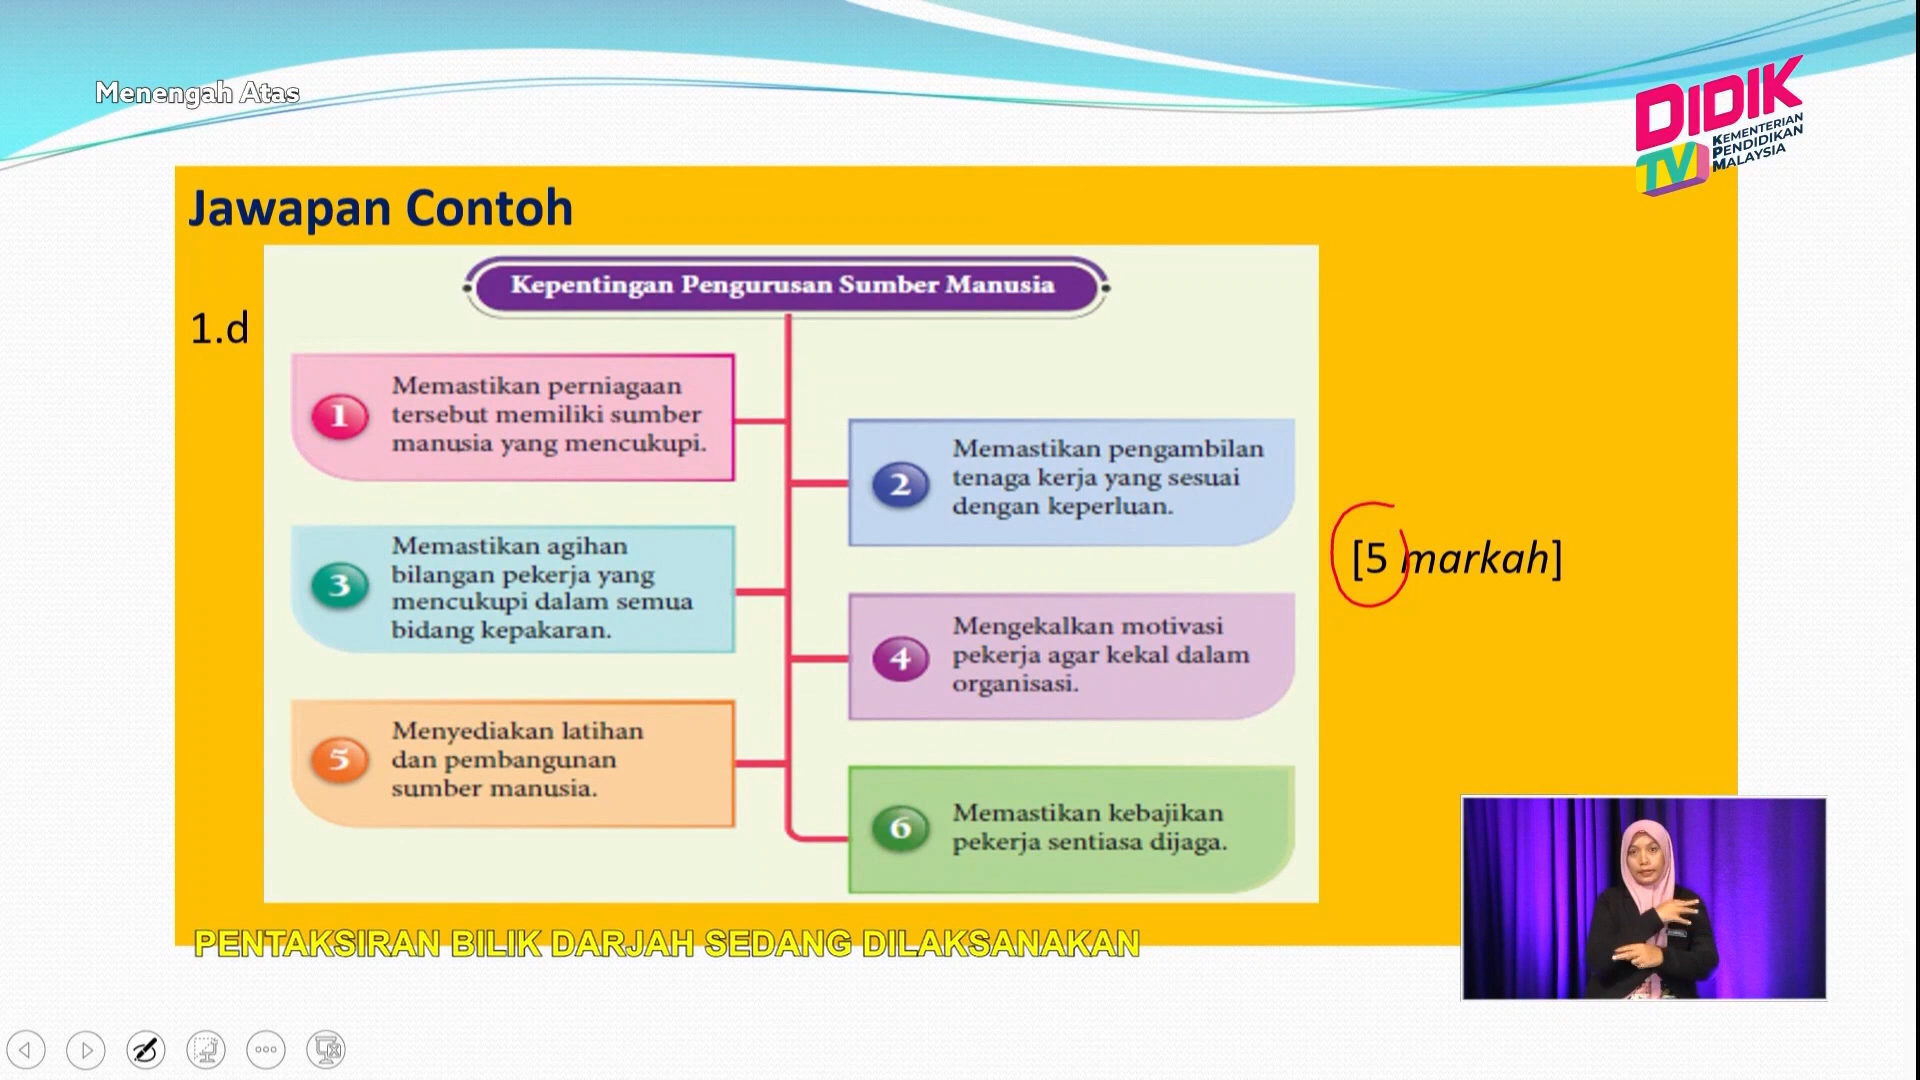 Menengah Atas
DIDIK
TV
KEMENTERIAN
PENDIDIKAN
MALAYSIA
Jawapan Contoh
1.d
Kepentingan Pengurusan Sumber Manusia
1
Memastikan perniagaan
tersebut memiliki sumber
manusia yang mencukupi.
2
Memastikan pengambilan
tenaga kerja yang sesuai
dengan keperluan.
3
Memastikan agihan
bilangan pekerja yang
mencukupi dalam semua
bidang kepakaran.
4
Mengekalkan motivasi
pekerja agar kekal dalam
organisasi.
5
Menyediakan latihan
dan pembangunan
sumber manusia.
6
Memastikan kebajikan
pekerja sentiasa dijaga.
[5 markah]
PENTAKSIRAN BILIK DARJAH SEDANG DILAKSANAKAN